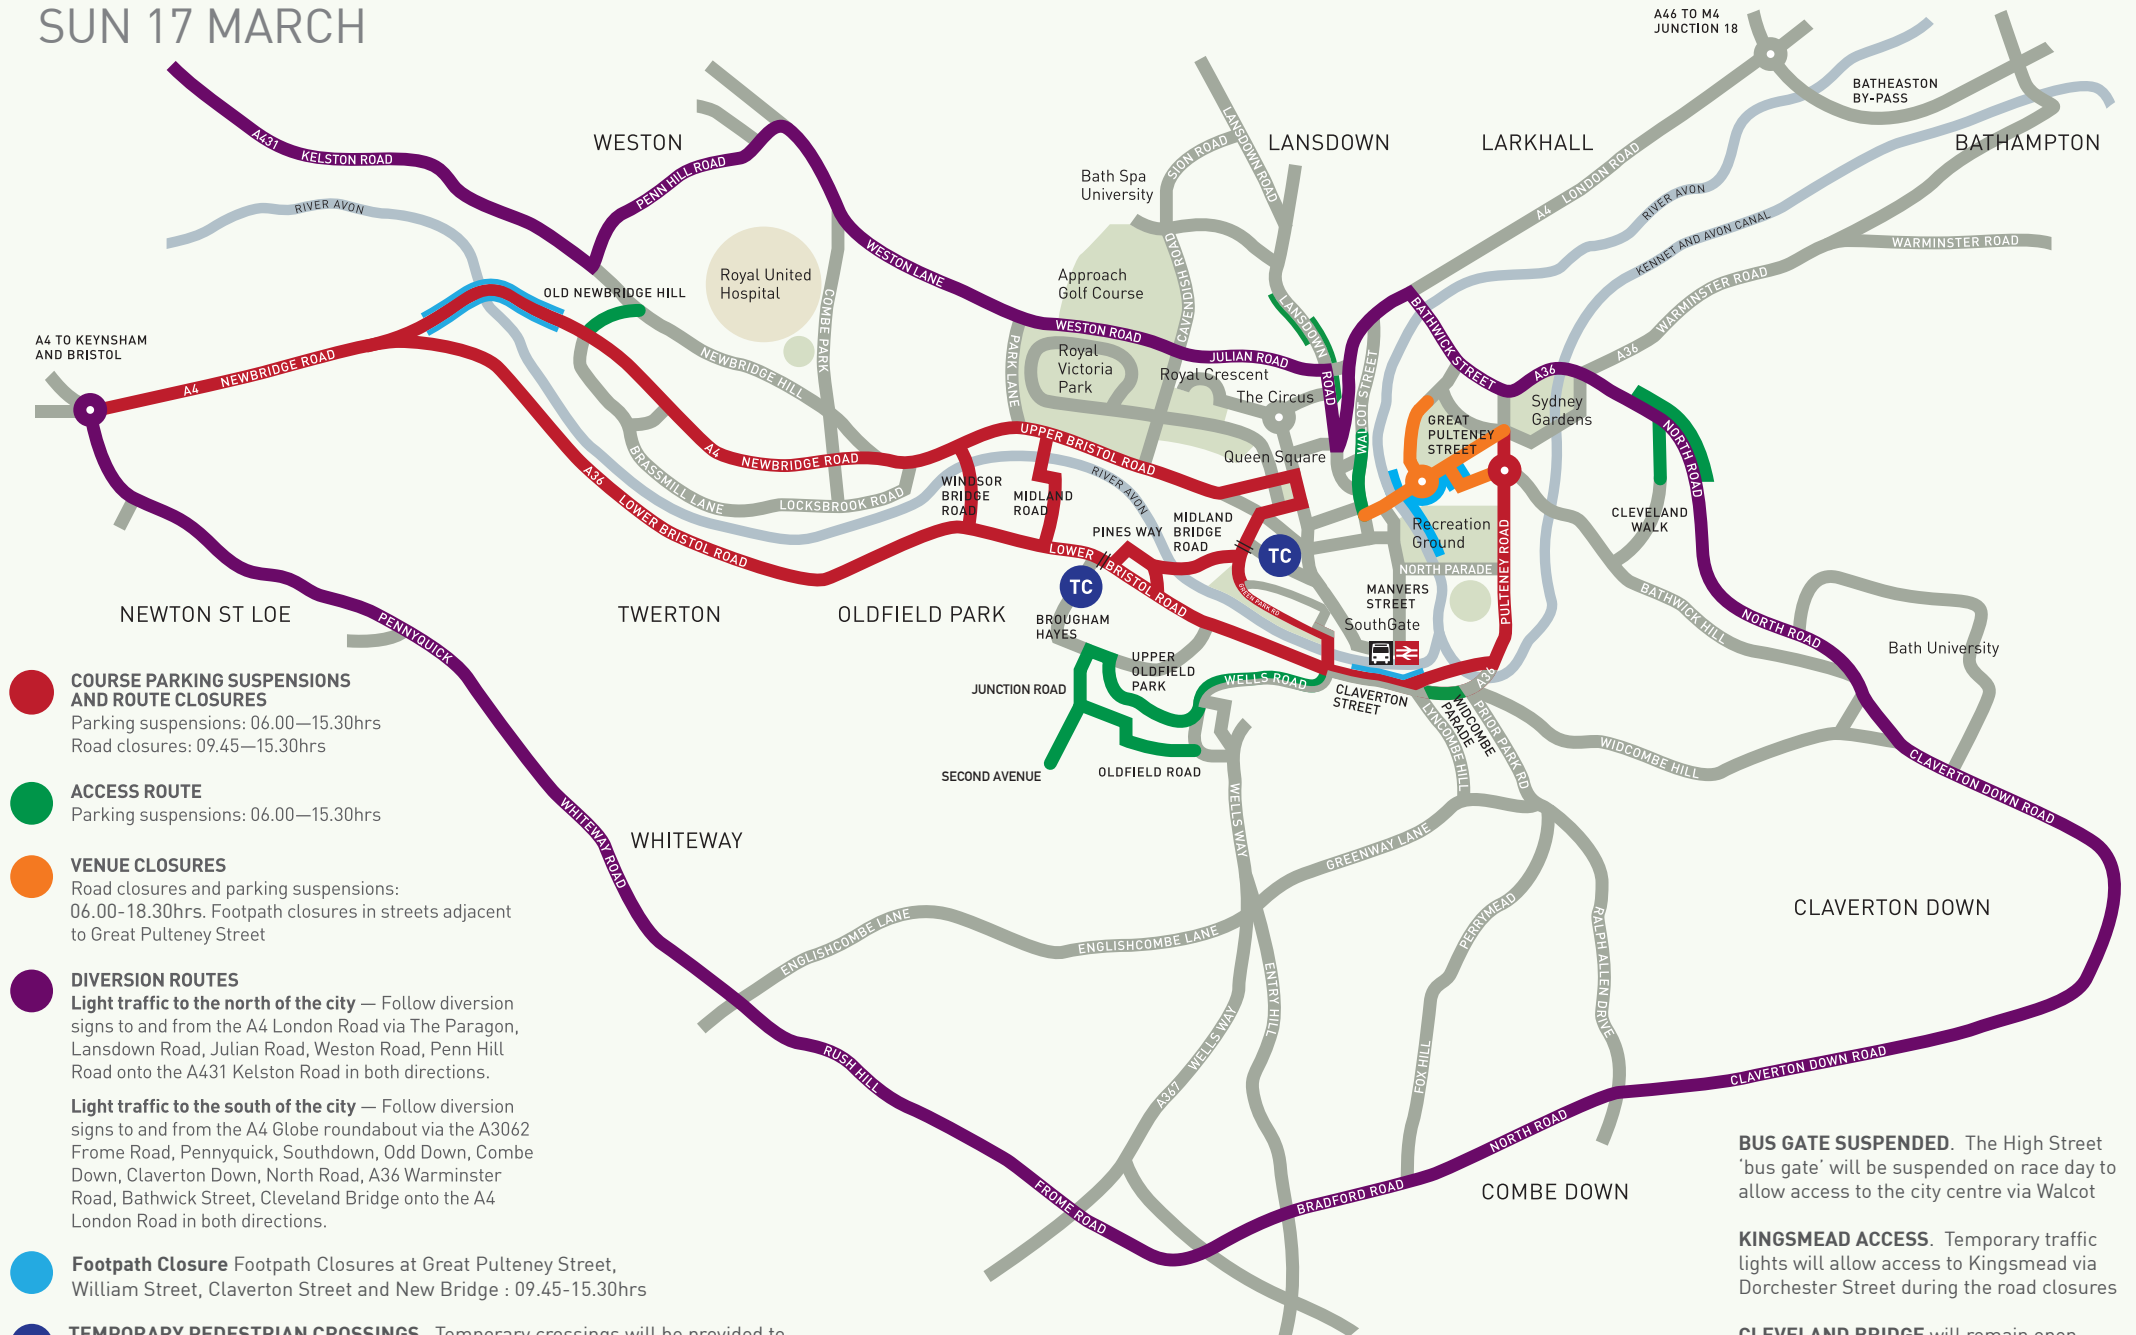 SUN 17 MARCH
A46 TO M4
JUNCTION 18
BATHEASTON
BY-PASS
WESTON
LANSDOWN
LARKHALL
BATHAMPTON
A431
KELSTON ROAD
PENN HILL ROAD
RIVER AVON
WESTON LANE
Bath Spa
University
SION ROAD
LANSDOWN ROAD
A4 LONDON ROAD
RIVER AVON
KENNET AND AVON CANAL
WARMINSTER ROAD
WARMINSTER ROAD
A36
Royal United
Hospital
COMBE PARK
OLD NEWBRIDGE HILL
NEWBRIDGE HILL
Approach
Golf Course
CAVENDISH ROAD
LANSDOWN
ROAD
BATHWICK STREET
A36
A4 TO KEYNSHAM
AND BRISTOL
A4 NEWBRIDGE ROAD
WESTON ROAD
JULIAN ROAD
PARK LANE
Royal
Victoria
Park
Royal Crescent
The Circus
WALCOT STREET
Sydney
Gardens
GREAT
PULTENEY
STREET
Queen Square
NORTH ROAD
A4
NEWBRIDGE ROAD
UPPER BRISTOL ROAD
RIVER AVON
BRASSMILL LANE
LOCKSBROOK ROAD
A36
LOWER BRISTOL ROAD
WINDSOR
BRIDGE
ROAD
MIDLAND
ROAD
PINES WAY
MIDLAND
BRIDGE
ROAD
TC
TC
LOWER
BRISTOL ROAD
GREEN PARK RD
Recreation
Ground
NORTH PARADE
PULTENEY ROAD
CLEVELAND
WALK
BATHWICK HILL
NORTH ROAD
Bath University
MANVERS
STREET
SouthGate
NEWTON ST LOE
TWERTON
OLDFIELD PARK
BROUGHAM
HAYES
UPPER
OLDFIELD
PARK
JUNCTION ROAD
WELLS ROAD
CLAVERTON
STREET
A36
WIDCOMBE
PARADE
LYNCOMBE HILL
PRIOR PARK RD
WIDCOMBE HILL
CLAVERTON DOWN ROAD
SECOND AVENUE
OLDFIELD ROAD
WELLS WAY
PENNYQUICK
WHITEWAY ROAD
WHITEWAY
GREENWAY LANE
ENGLISHCOMBE LANE
ENGLISHCOMBE LANE
PERRYMEAD
RALPH ALLEN DRIVE
CLAVERTON DOWN
ENTRY HILL
WELLS WAY
A367
FOX HILL
RUSH HILL
FROME ROAD
BRADFORD ROAD
NORTH ROAD
CLAVERTON DOWN ROAD
COMBE DOWN
COURSE PARKING SUSPENSIONS
AND ROUTE CLOSURES
Parking suspensions: 06.00—15.30hrs
Road closures: 09.45—15.30hrs
ACCESS ROUTE
Parking suspensions: 06.00—15.30hrs
VENUE CLOSURES
Road closures and parking suspensions:
06.00-18.30hrs. Footpath closures in streets adjacent
to Great Pulteney Street
DIVERSION ROUTES
Light traffic to the north of the city — Follow diversion
signs to and from the A4 London Road via The Paragon,
Lansdown Road, Julian Road, Weston Road, Penn Hill
Road onto the A431 Kelston Road in both directions.
Light traffic to the south of the city — Follow diversion
signs to and from the A4 Globe roundabout via the A3062
Frome Road, Pennyquick, Southdown, Odd Down, Combe
Down, Claverton Down, North Road, A36 Warminster
Road, Bathwick Street, Cleveland Bridge onto the A4
London Road in both directions.
Footpath Closure Footpath Closures at Great Pulteney Street,
William Street, Claverton Street and New Bridge : 09.45-15.30hrs
TEMPORARY PEDESTRIAN CROSSINGS Temporary crossings will be provided to
BUS GATE SUSPENDED. The High Street
'bus gate' will be suspended on race day to
allow access to the city centre via Walcot
KINGSMEAD ACCESS. Temporary traffic
lights will allow access to Kingsmead via
Dorchester Street during the road closures
CLEVELAND BRIDGE will remain open